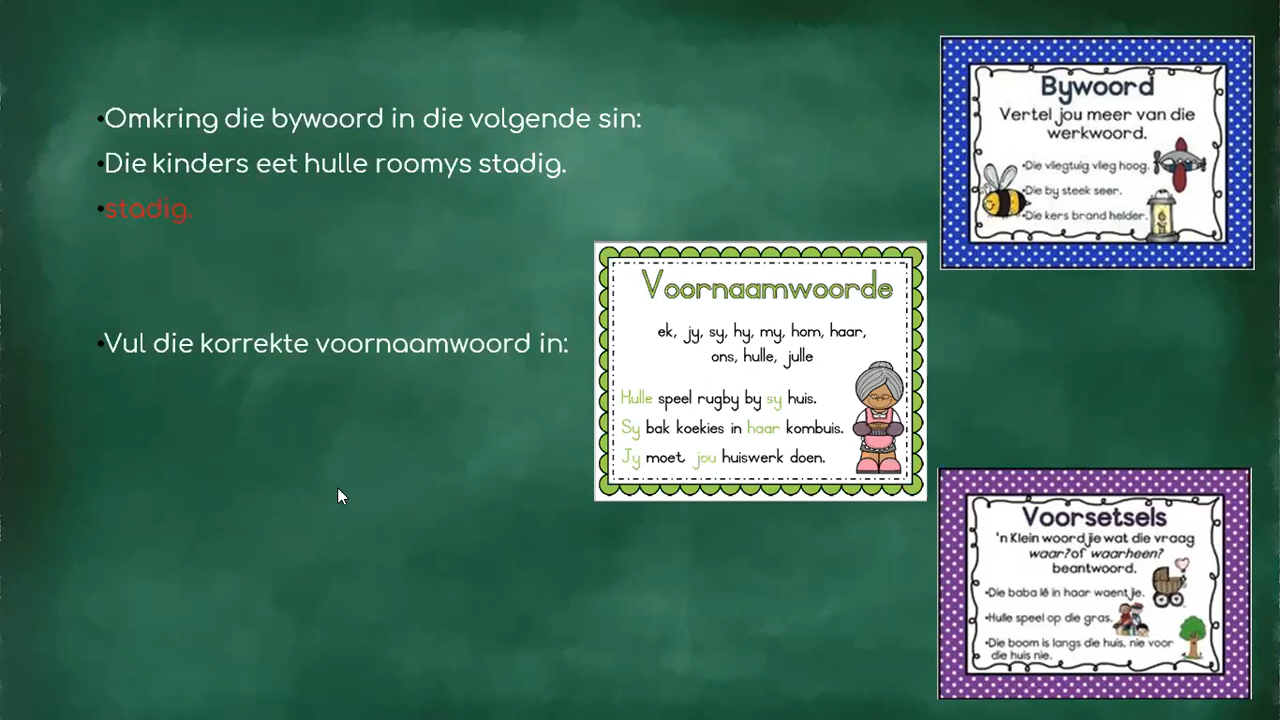 •Omkring die bywoord in die volgende sin:
•Die kinders eet hulle roomys stadig.
•stadig.
•Vul die korrekte voornaamwoord in:
Bywoord
Vertel jou meer van die
werkwoord.
•Die vliegtuig vlieg hoog.
•Die by steek seer.
•Die kers brand helder.
Voornaamwoorde
ek, jy, sy, hy, my, hom, haar,
ons, hulle, julle
Hulle speel rugby by sy huis.
Sy bak koekies in haar kombuis.
Jy moet jou huiswerk doen.
Voorsetsels
'n Klein woordjie wat die vraag
waar? of waarheen?
beantwoord.
•Die baba lê in haar waentjie.
•Hulle speel op die gras.
•Die boom is langs die huis, nie voor
die huis nie.